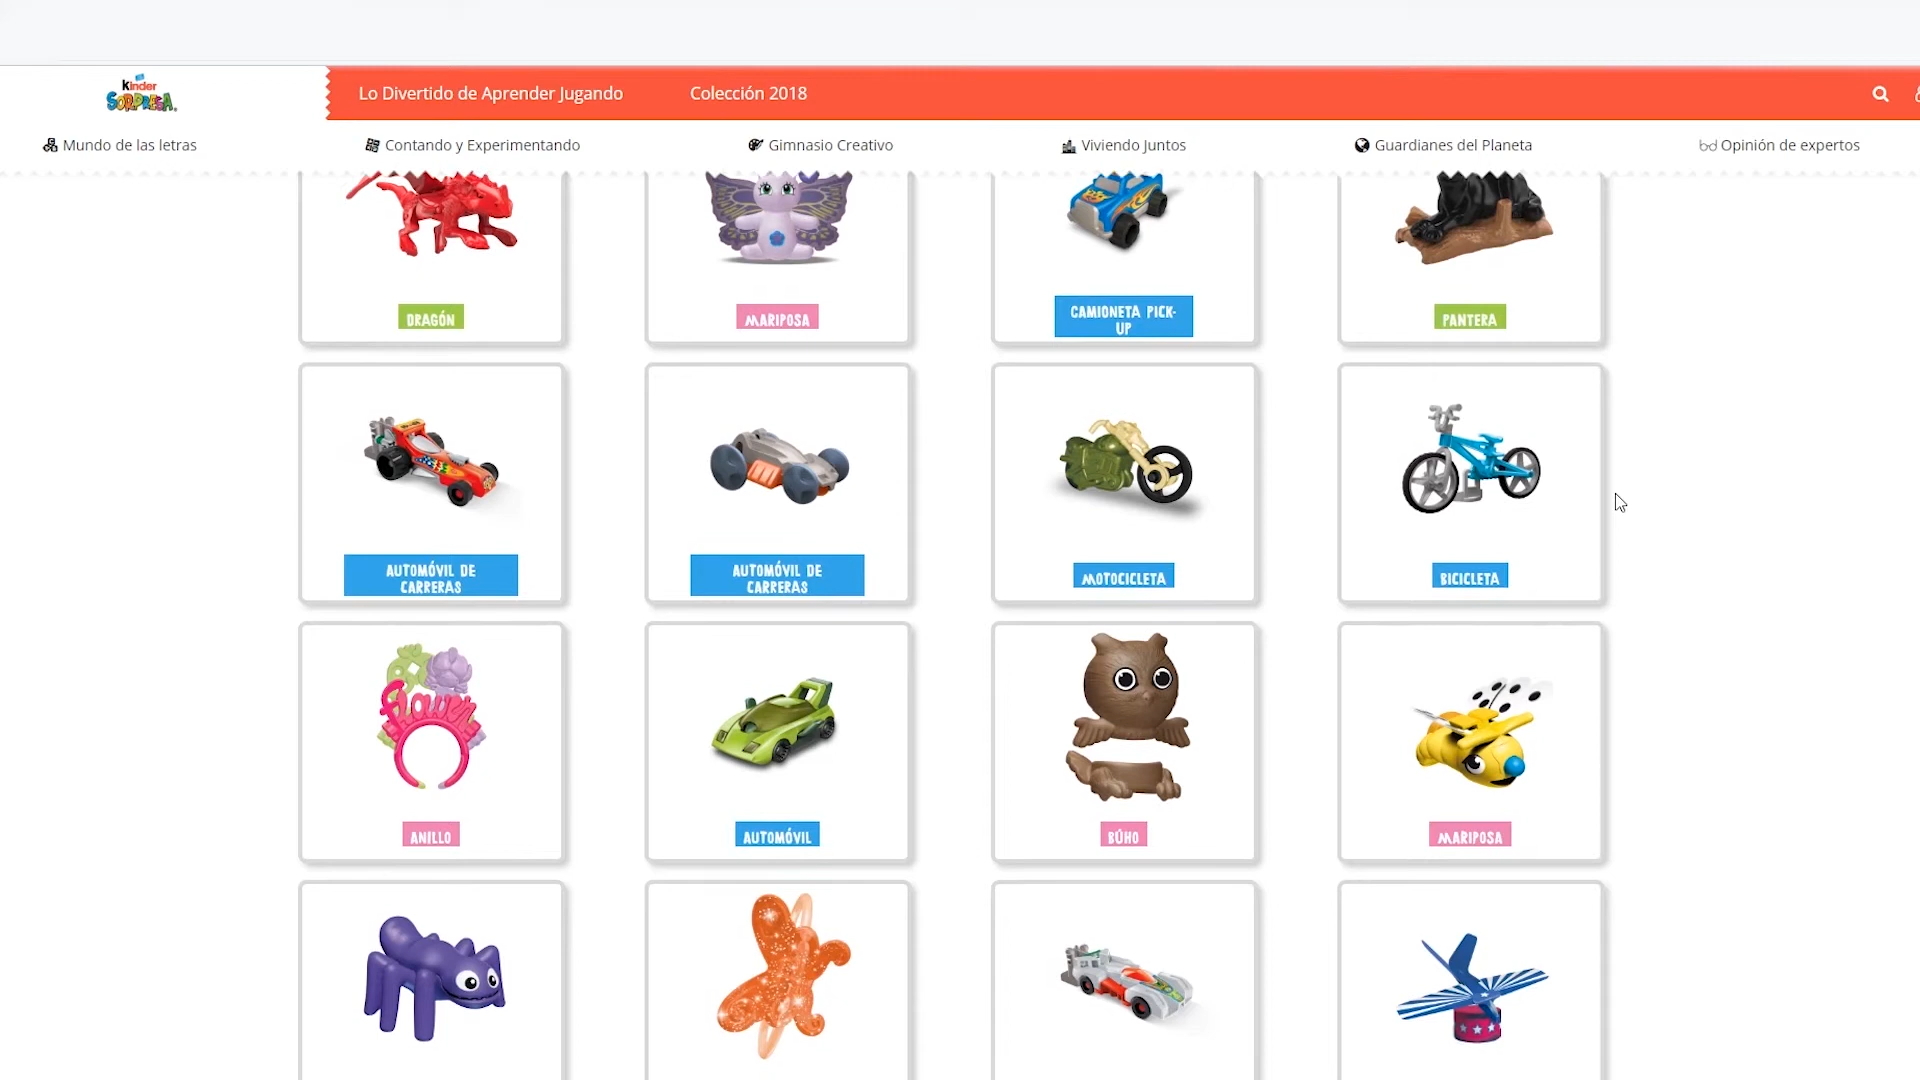 Kinder
SORPRESA
Lo Divertido de Aprender Jugando
Colección 2018
Mundo de las letras
Contando y Experimentando
Gimnasio Creativo
Viviendo Juntos
Guardianes del Planeta
Opinión de expertos
DRAGÓN
MARIPOSA
CAMIONETA PICK-
UP
PANTERA
AUTOMÓVIL DE
CARRERAS
AUTOMÓVIL DE
CARRERAS
MOTOCICLETA
BICICLETA
ANILLO
AUTOMÓVIL
BÚHO
MARIPOSA